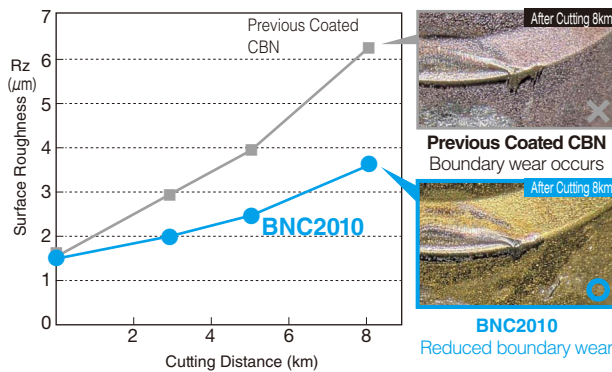 7
6
5
4
3
2
1
0
Rz
(μm)
Surface Roughness
2
4
6
8
Cutting Distance (km)
Previous Coated
CBN
BNC2010
After Cutting 8km
Previous Coated CBN
Boundary wear occurs
After Cutting 8km
BNC2010
Reduced boundary wear